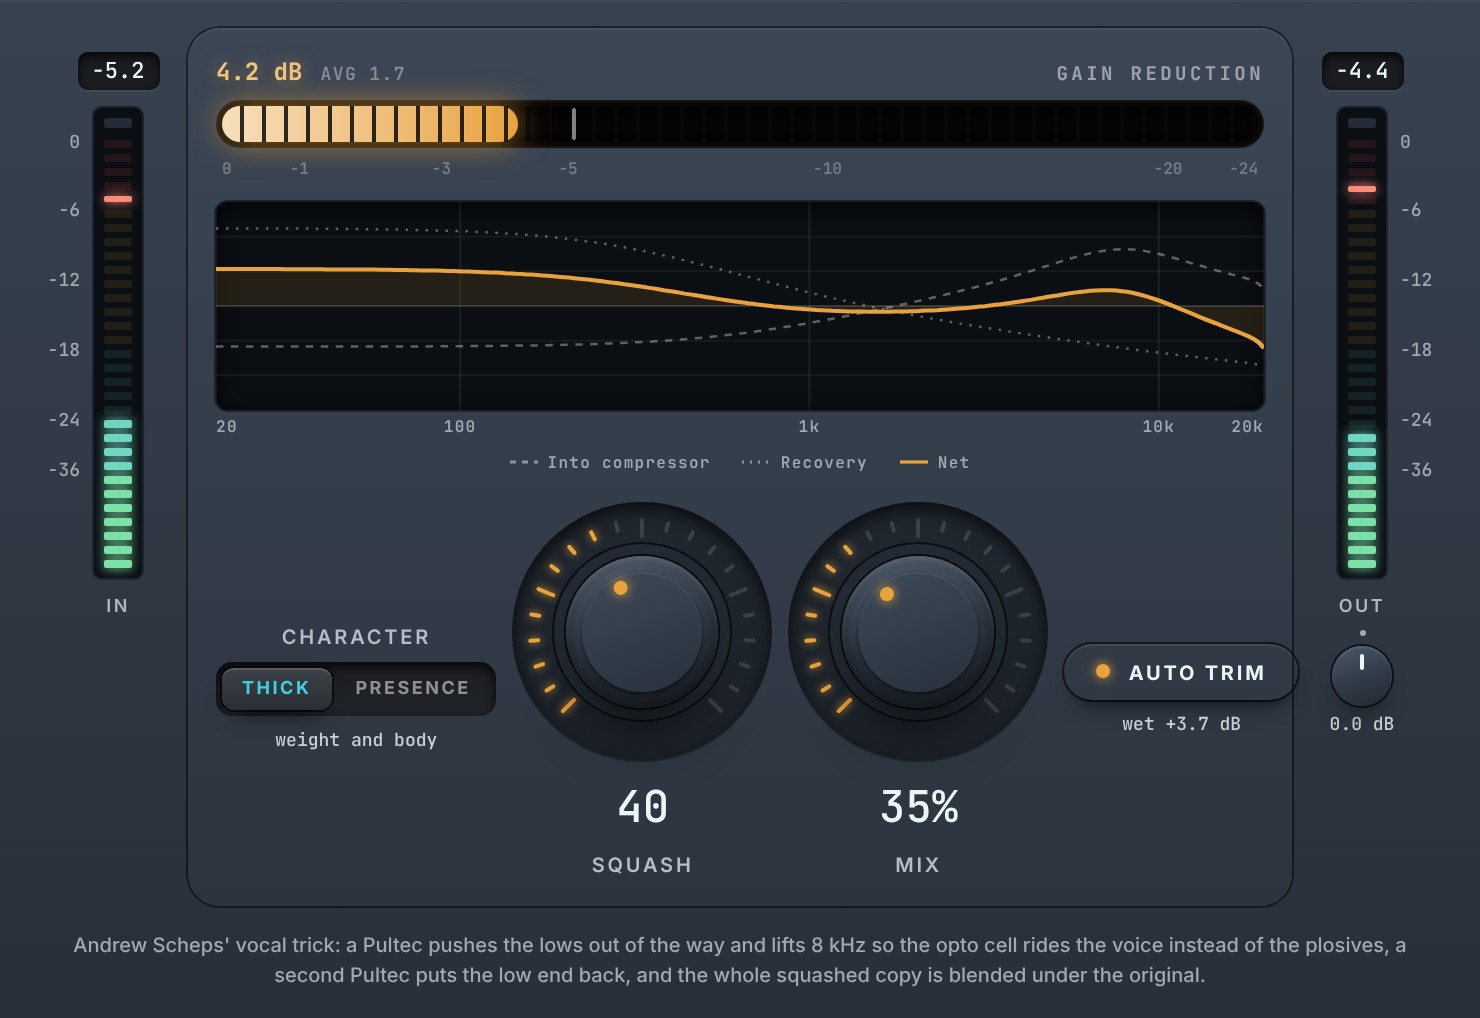 -5.2
4.2 dB AVG 1.7 GAIN REDUCTION
-4.4
0 -1 -3 -5 -10 -20 -24
0
-6
-12
-18
-24
-36
IN
20 100 1k 10k 20k
Into compressor Recovery Net
0
-6
-12
-18
-24
-36
OUT
CHARACTER
THICK PRESENCE
weight and body
40
SQUASH
35%
MIX
AUTO TRIM
wet +3.7 dB
0.0 dB
Andrew Scheps' vocal trick: a Pultec pushes the lows out of the way and lifts 8 kHz so the opto cell rides the voice instead of the plosives, a
second Pultec puts the low end back, and the whole squashed copy is blended under the original.